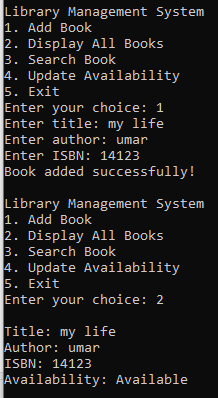 Library Management System
1. Add Book
2. Display All Books
3. Search Book
4. Update Availability
5. Exit
Enter your choice: 1
Enter title: my life
Enter author: umar
Enter ISBN: 14123
Book added successfully!
Library Management System
1. Add Book
2. Display All Books
3. Search Book
4. Update Availability
5. Exit
Enter your choice: 2
Title: my life
Author: umar
ISBN: 14123
Availability: Available